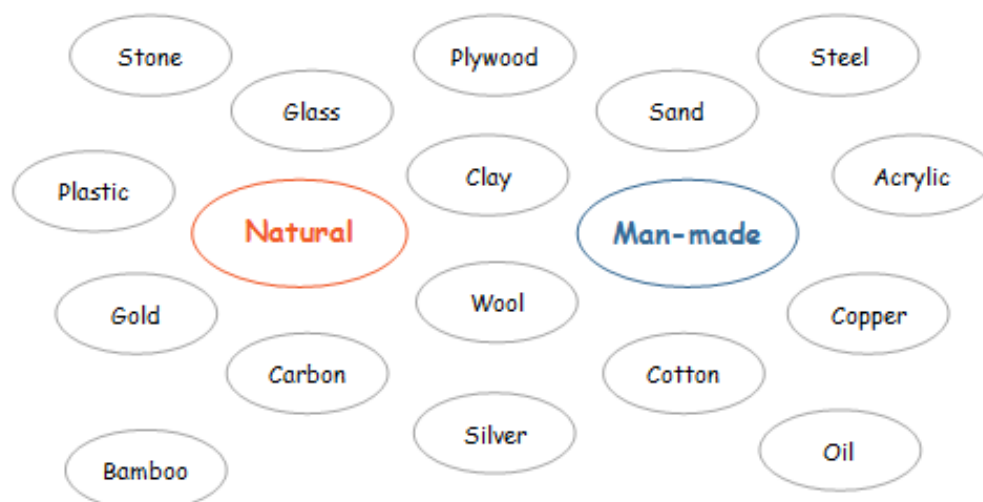 Stone
Plywood
Steel
Glass
Sand
Clay
Acrylic
Plastic
Natural
Man-made
Wool
Gold
Copper
Carbon
Cotton
Silver
Oil
Bamboo